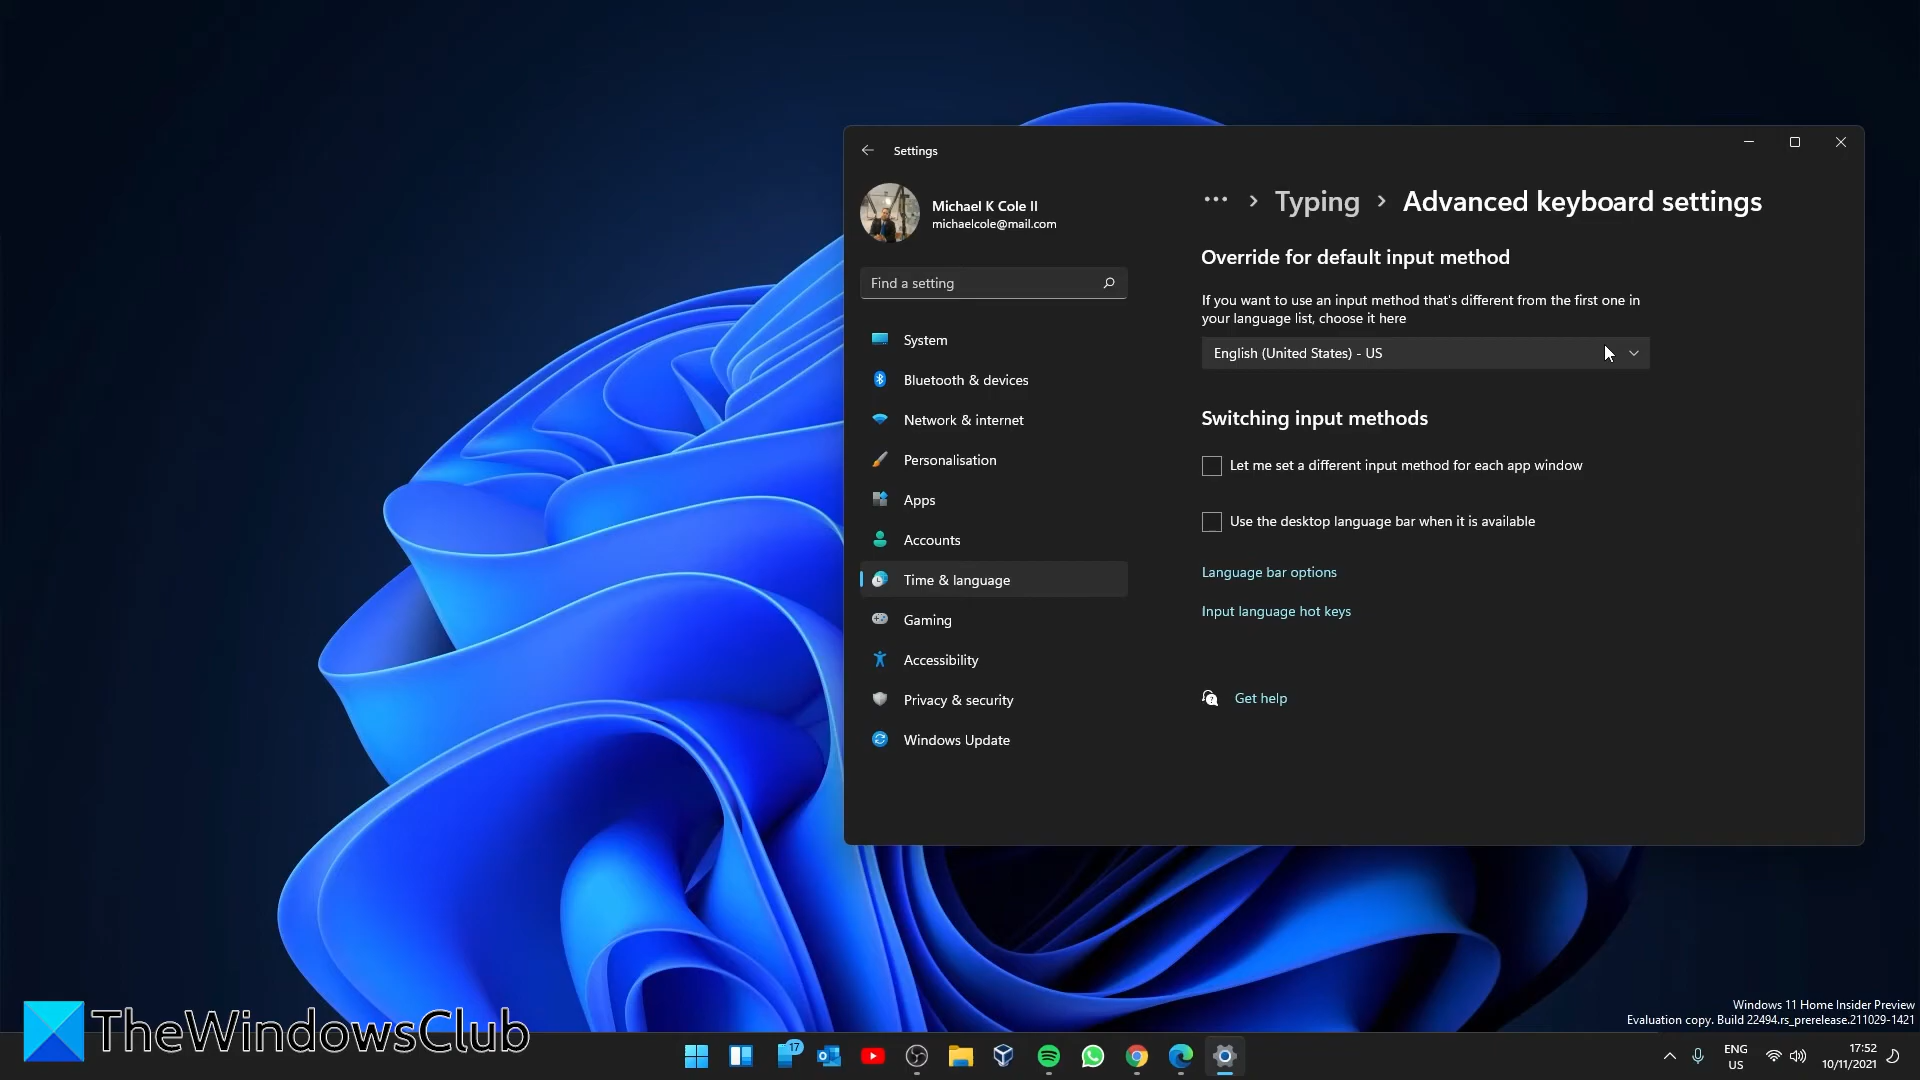 Settings
Michael K Cole II
michaelcole@mail.com
Find a setting
System
Bluetooth & devices
Network & internet
Personalisation
Apps
Accounts
Time & language
Gaming
Accessibility
Privacy & security
Windows Update
... > Typing > Advanced keyboard settings
Override for default input method
If you want to use an input method that's different from the first one in
your language list, choose it here
English (United States) - US
Switching input methods
Let me set a different input method for each app window
Use the desktop language bar when it is available
Language bar options
Input language hot keys
Get help
Windows 11 Home Insider Preview
Evaluation copy. Build 22494.rs_prerelease.211029-1421
TheWindowsClub
17
ENG
US
17:52
10/11/2021